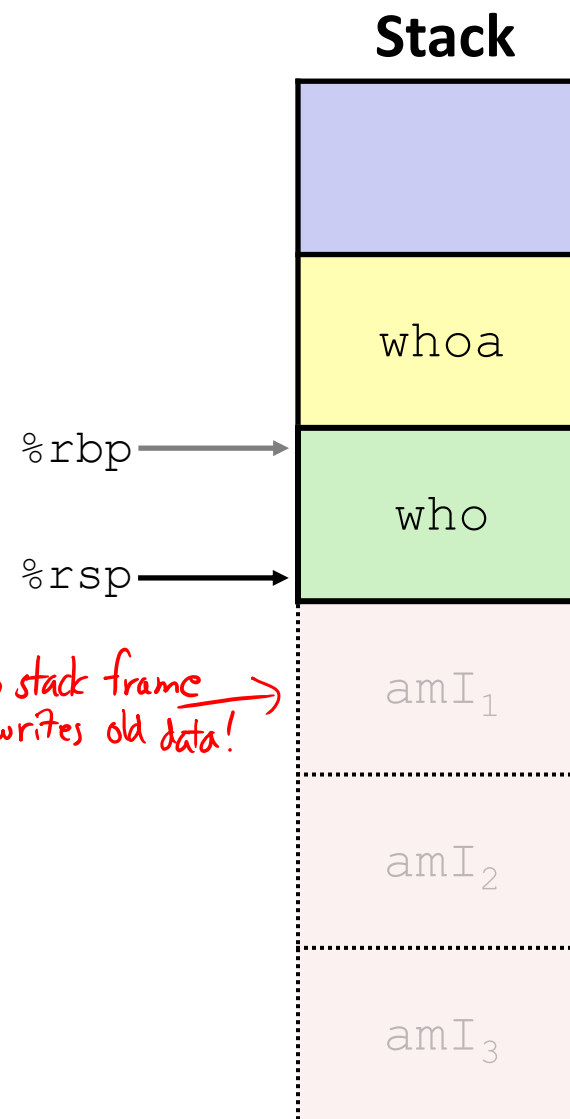 Stack
whoa
%rbp
who
%rsp
stack frame
writes old data!
amI₁
amI₂
amI₃